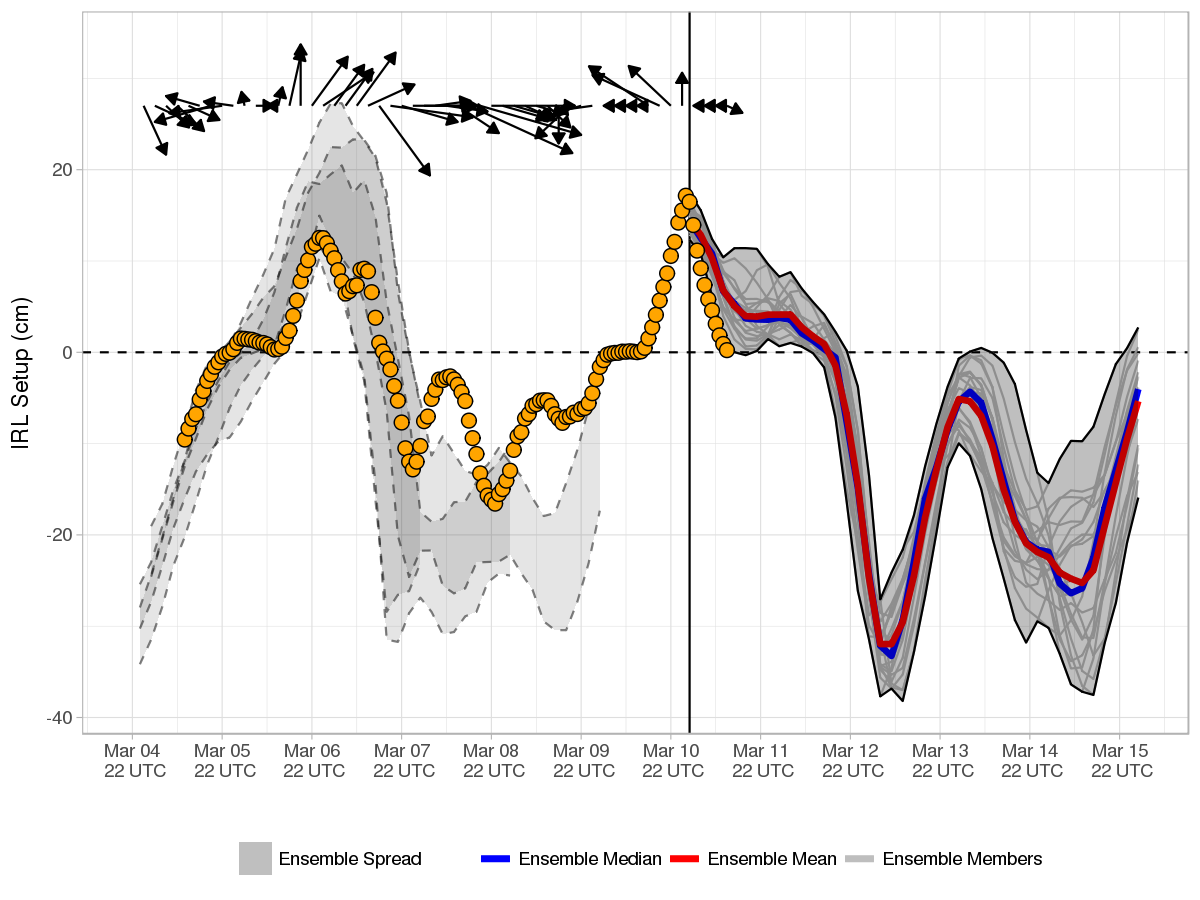 IRL Setup (cm)
20
0
-20
-40
Mar 04 Mar 05 Mar 06 Mar 07 Mar 08 Mar 09 Mar 10 Mar 11 Mar 12 Mar 13 Mar 14 Mar 15
22 UTC 22 UTC 22 UTC 22 UTC 22 UTC 22 UTC 22 UTC 22 UTC 22 UTC 22 UTC 22 UTC 22 UTC
Ensemble Spread Ensemble Median Ensemble Mean Ensemble Members